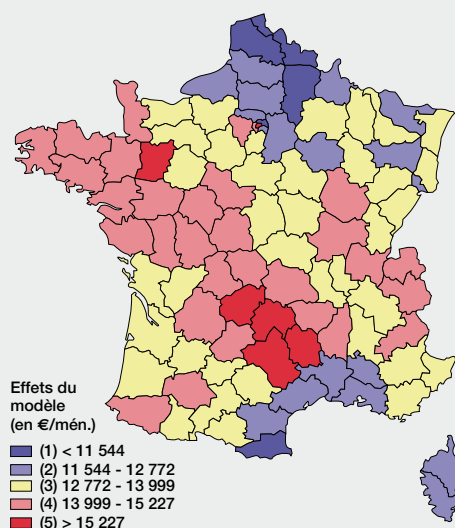 Effets du
modèle
(en €/mén.)
(1) < 11 544
(2) 11 544 - 12 772
(3) 12 772 - 13 999
(4) 13 999 - 15 227
(5) > 15 227